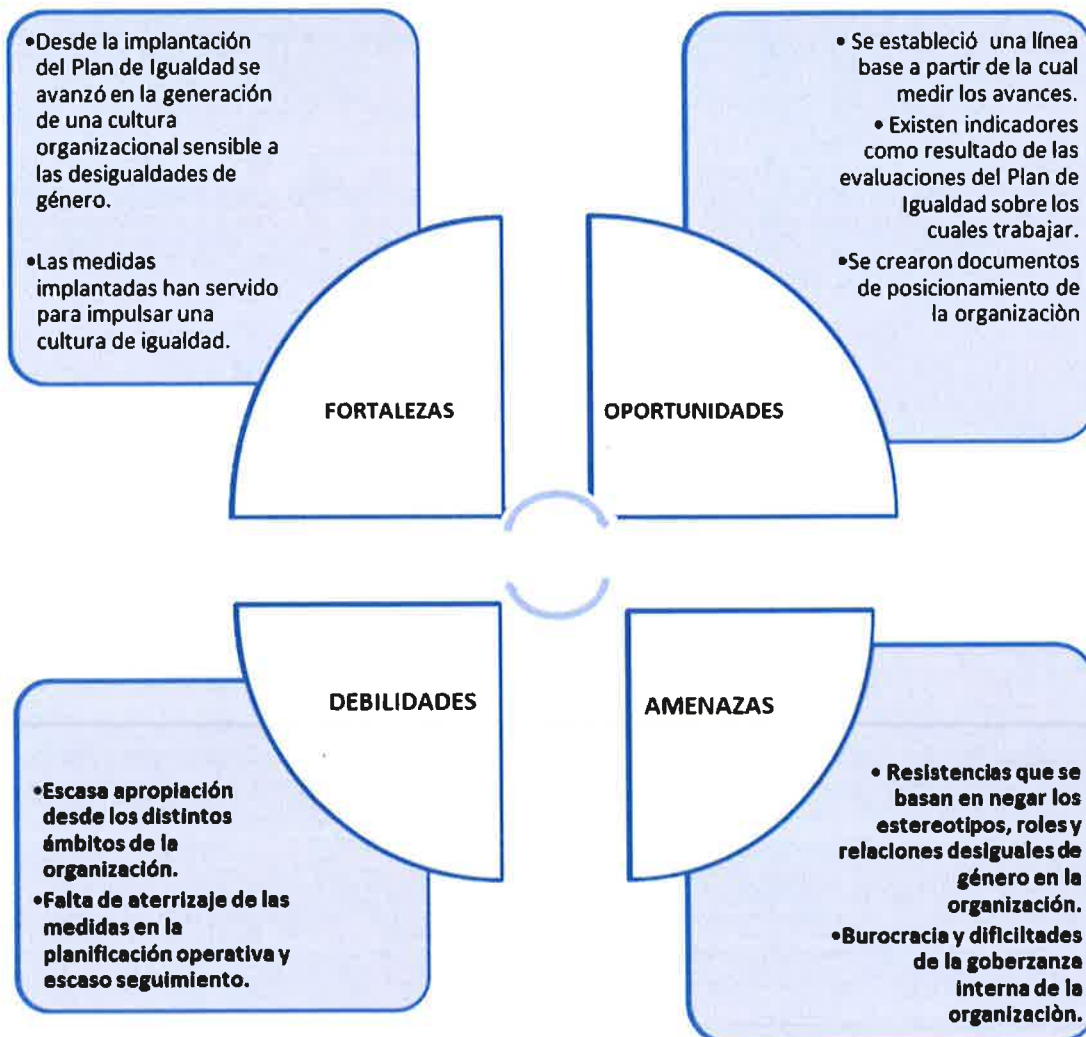 •Desde la implantación
del Plan de Igualdad se
avanzó en la generación
de una cultura
organizacional sensible a
las desigualdades de
género.
•Las medidas
implantadas han servido
para impulsar una
cultura de igualdad.
FORTALEZAS
• Se estableció una línea
base a partir de la cual
medir los avances.
• Existen indicadores
como resultado de las
evaluaciones del Plan de
Igualdad sobre los
cuales trabajar.
•Se crearon documentos
de posicionamiento de
la organizaciòn
OPORTUNIDADES
DEBILIDADES
•Escasa apropiación
desde los distintos
ámbitos de la
organización.
•Falta de aterrizaje de las
medidas en la
planificación operativa y
escaso seguimiento.
AMENAZAS
• Resistencias que se
basan en negar los
estereotipos, roles y
relaciones desiguales de
género en la
organización.
•Burocracia y dificiltades
de la goberzanza
interna de la
organizaciòn.